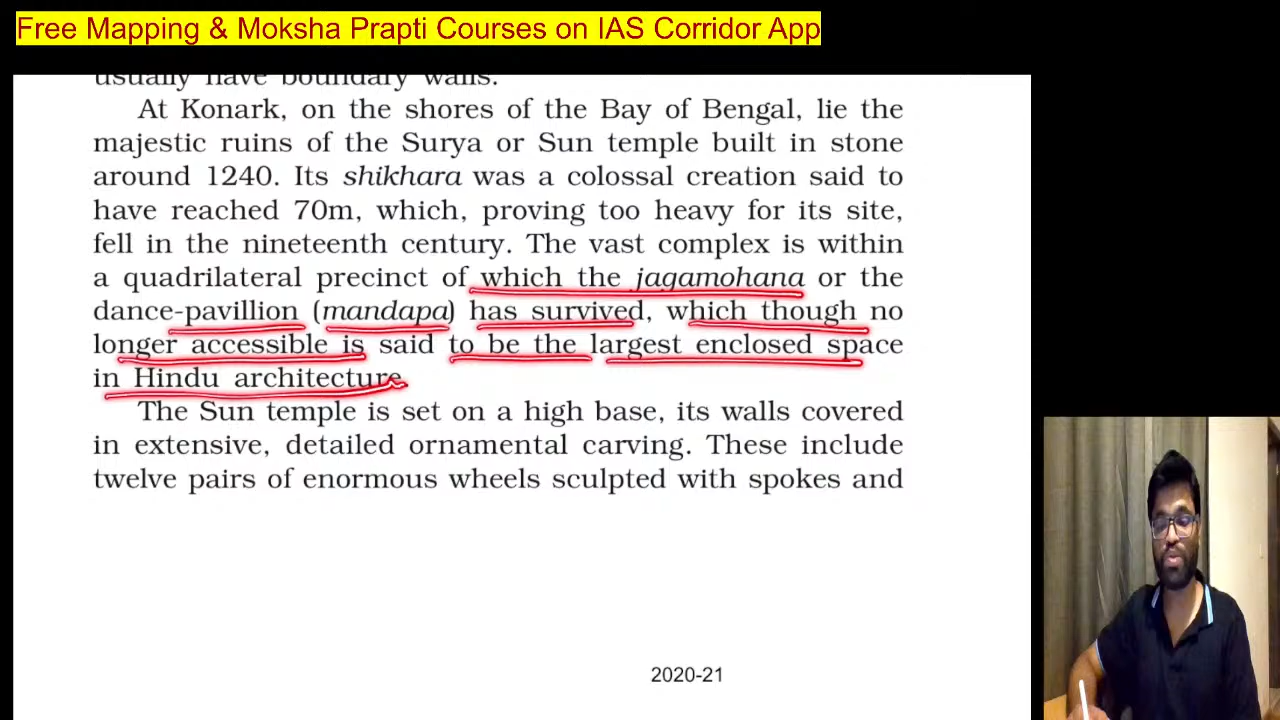 Free Mapping & Moksha Prapti Courses on IAS Corridor App
usually have boundary walls.
At Konark, on the shores of the Bay of Bengal, lie the
majestic ruins of the Surya or Sun temple built in stone
around 1240. Its shikhara was a colossal creation said to
have reached 70m, which, proving too heavy for its site,
fell in the nineteenth century. The vast complex is within
a quadrilateral precinct of which the jagamohana or the
dance-pavillion (mandapa) has survived, which though no
longer accessible is said to be the largest enclosed space
in Hindu architecture.
The Sun temple is set on a high base, its walls covered
in extensive, detailed ornamental carving. These include
twelve pairs of enormous wheels sculpted with spokes and
2020-21